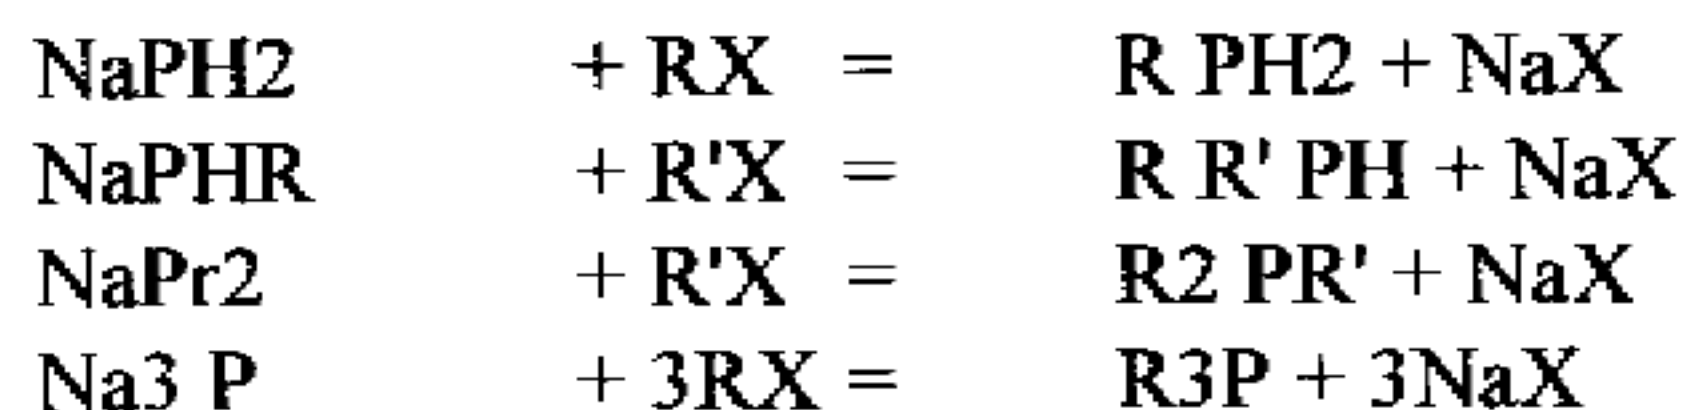 NaPH2 + RX = R PH2 + NaX
NaPHR + R'X = R R' PH + NaX
NaPr2 + R'X = R2 PR' + NaX
Na3 P + 3RX = R3P + 3NaX